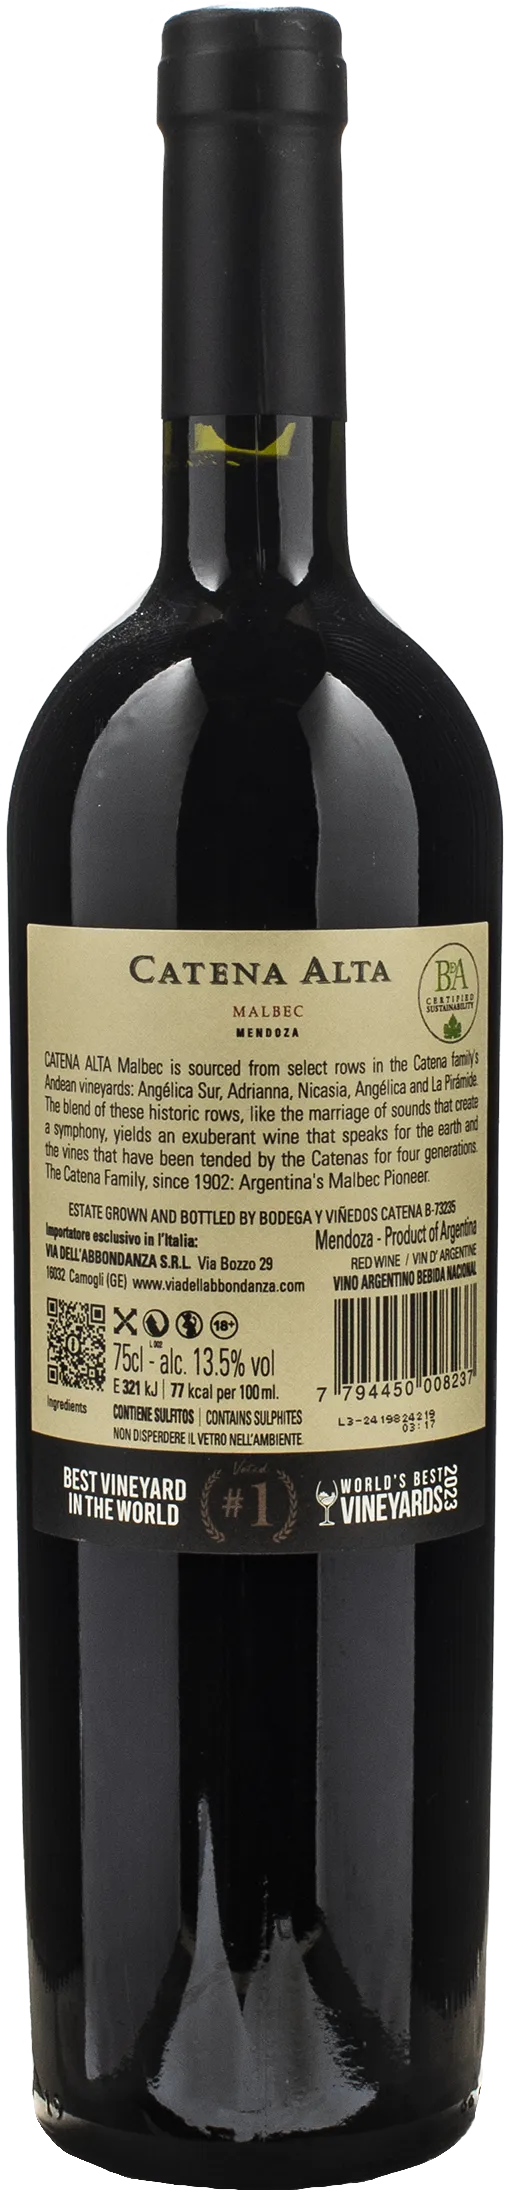 CATENA ALTA
MALBEC
MENDOZA
BDA
CERTIFIED
SUSTAINABILITY
CATENA ALTA Malbec is sourced from select rows in the Catena family's
Andean vineyards: Angélica Sur, Adrianna, Nicasia, Angélica and La Pirámide.
The blend of these historic rows, like the marriage of sounds that create
a symphony, yields an exuberant wine that speaks for the earth and
the vines that have been tended by the Catenas for four generations.
The Catena Family, since 1902: Argentina's Malbec Pioneer.
ESTATE GROWN AND BOTTLED BY BODEGA Y VIÑEDOS CATENA B-73235
Importatore esclusivo in l'Italia:
VIA DELL'ABBONDANZA S.R.L. Via Bozzo 29
16032 Camogli (GE) www.viadellabbondanza.com
Mendoza - Product of Argentina
RED WINE / VIN D'ARGENTINE
VINO ARGENTINO BEBIDA NACIONAL
18+
L002
75cl - alc. 13.5% vol
E 321 kJ | 77 kcal per 100 ml.
Ingredients
CONTIENE SULFITOS | CONTAINS SULPHITES
NON DISPERDERE IL VETRO NELL'AMBIENTE
7 794450 008237
L3-2419824219
03:17
BEST VINEYARD
IN THE WORLD
Voted
#1
WORLD'S BEST
VINEYARDS
2023